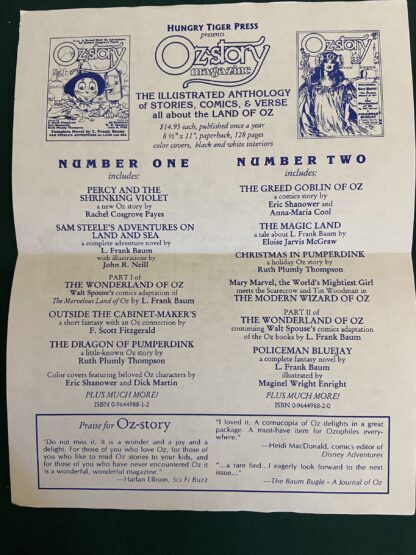 HUNGRY TIGER PRESS
presents
Oz-story
magazine
THE ILLUSTRATED ANTHOLOGY
of STORIES, COMICS, & VERSE
all about the LAND OF OZ
$14.95 each, published once a year
8 ½" x 11", paperback, 128 pages
color covers, black and white interiors
Oz-story
Complete Novel by L. Frank Baum
SAM STEELE'S ADVENTURES ON LAND AND SEA
Oz-story
NUMBER ONE
includes:
PERCY AND THE
SHRINKING VIOLET
a new Oz story by
Rachel Cosgrove Payes
SAM STEELE'S ADVENTURES ON
LAND AND SEA
a complete adventure novel by
L. Frank Baum
with illustrations by
John R. Neill
PART I of
THE WONDERLAND OF OZ
Walt Spouse's comics adaptation of
The Marvelous Land of Oz by L. Frank Baum
OUTSIDE THE CABINET-MAKER'S
a short fantasy with an Oz connection by
F. Scott Fitzgerald
THE DRAGON OF PUMPERDINK
a little-known Oz story by
Ruth Plumly Thompson
Color covers featuring beloved Oz characters by
Eric Shanower and Dick Martin
PLUS MUCH MORE!
ISBN 0-9644988-1-2
NUMBER TWO
includes:
THE GREED GOBLIN OF OZ
a comics story by
Eric Shanower and
Anna-Maria Cool
THE MAGIC LAND
a tale about L. Frank Baum by
Eloise Jarvis McGraw
CHRISTMAS IN PUMPERDINK
a holiday Oz story by
Ruth Plumly Thompson
Mary Marvel, the World's Mightiest Girl
meets the Scarecrow and Tin Woodman in
THE MODERN WIZARD OF OZ
PART II of
THE WONDERLAND OF OZ
continuing Walt Spouse's comics adaptation
of the Oz books by L. Frank Baum
POLICEMAN BLUEJAY
a complete fantasy novel by
L. Frank Baum
illustrated by
Maginel Wright Enright
PLUS MUCH MORE!
ISBN 0-9644988-2-0
Praise for Oz-story
"Do not miss it. It is a wonder and a joy and a
delight. For those of you who love Oz, for those of
you who like to read Oz stories to your kids, and
for those of you who have never encountered Oz it
is a wonderful, wonderful magazine."
—Harlan Ellison, Sci Fi Buzz
"I loved it. A cornucopia of Oz delights in a great
package. A must-have item for Ozophiles every-
where."
—Heidi MacDonald, comics editor of
Disney Adventures
"...a rare find...I eagerly look forward to the next
issue..."
—The Baum Bugle - A Journal of Oz